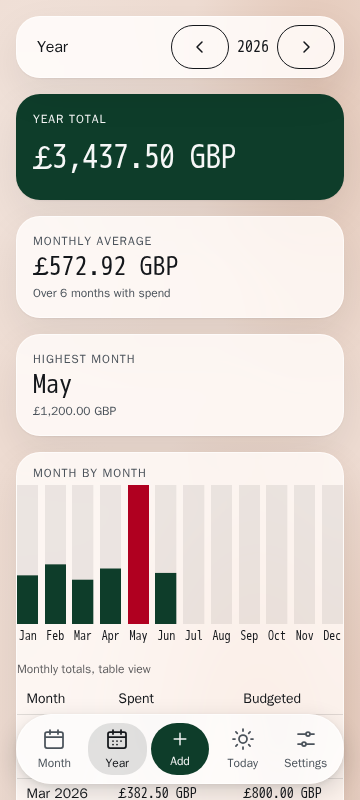 Year
2026
YEAR TOTAL
£3,437.50 GBP
MONTHLY AVERAGE
£572.92 GBP
Over 6 months with spend
HIGHEST MONTH
May
£1,200.00 GBP
MONTH BY MONTH
Jan Feb Mar Apr May Jun Jul Aug Sep Oct Nov Dec
Monthly totals, table view
Month Spent Budgeted
Month Year Add Today Settings
Mar 2026 £382.50 GBP £800.00 GBP